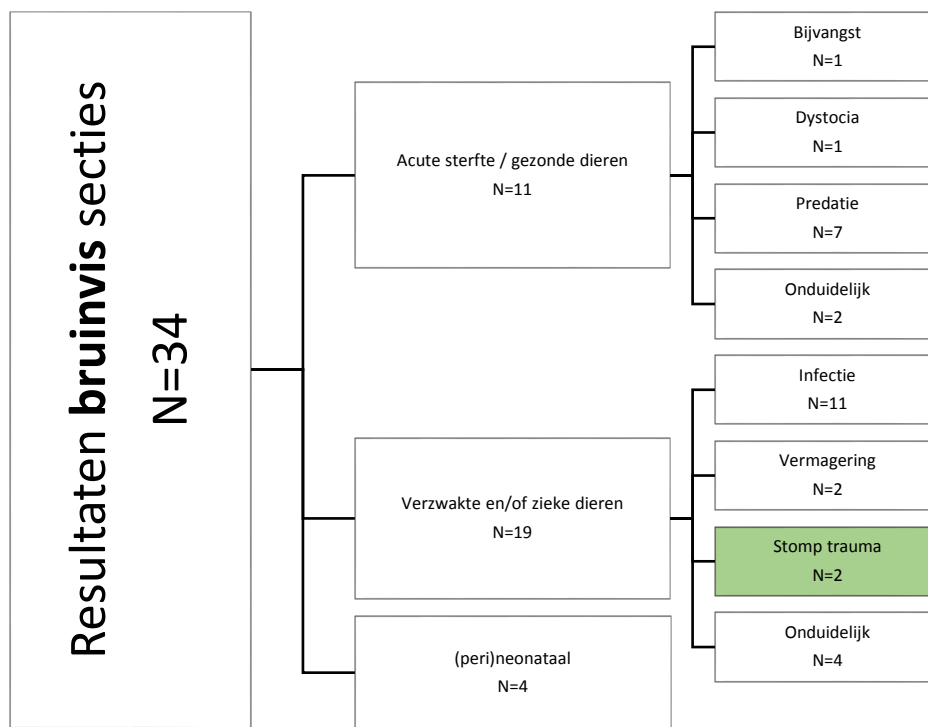 Resultaten bruinvis secties
N=34
Acute sterfte / gezonde dieren
N=11
Bijvangst
N=1
Dystocia
N=1
Predatie
N=7
Onduidelijk
N=2
Verzwakte en/of zieke dieren
N=19
Infectie
N=11
Vermagering
N=2
Stomp trauma
N=2
Onduidelijk
N=4
(peri)neonataal
N=4